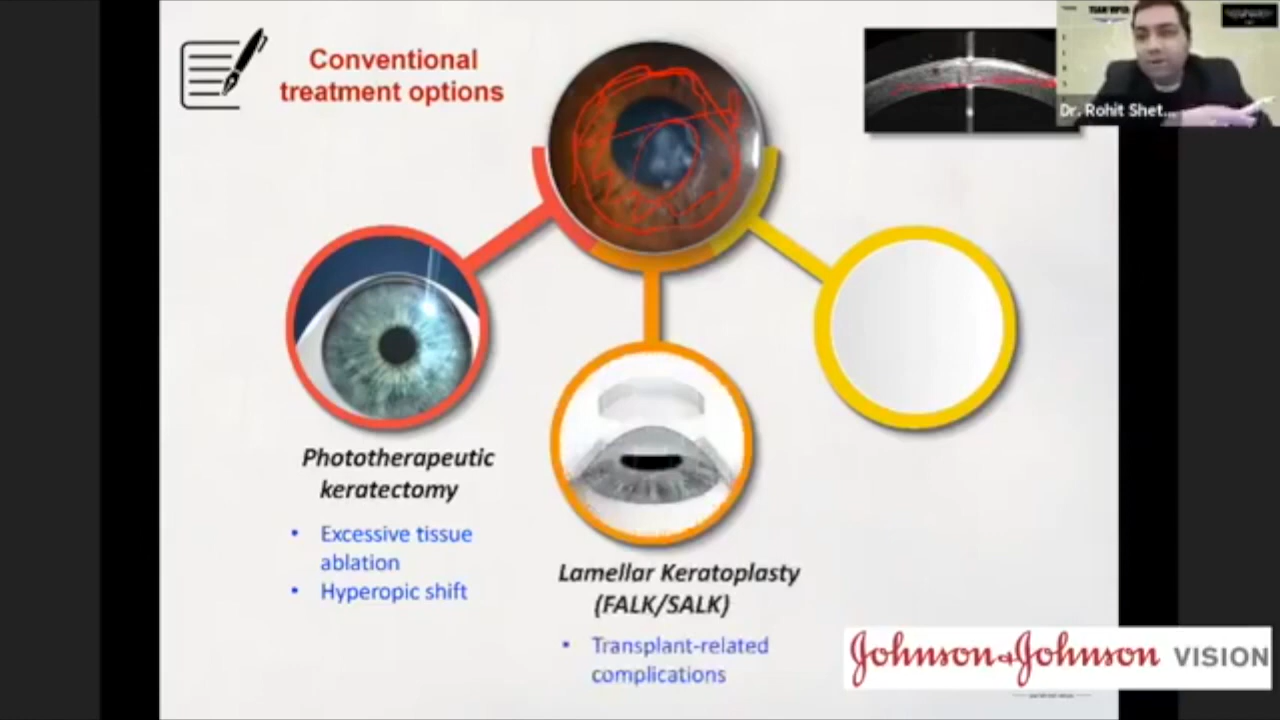 Conventional
treatment options
Dr. Rohit Shet...
Phototherapeutic
keratectomy
• Excessive tissue
ablation
• Hyperopic shift
Lamellar Keratoplasty
(FALK/SALK)
• Transplant-related
complications
Johnson & Johnson VISION